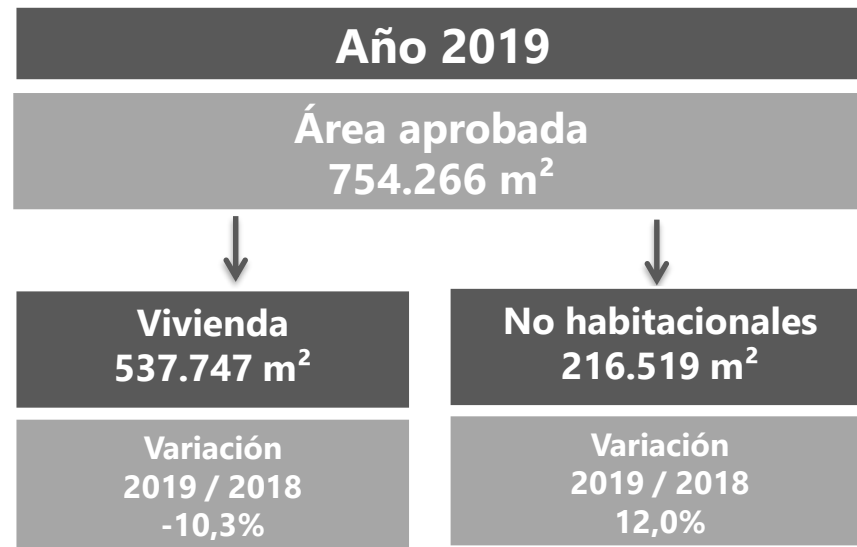 Año 2019
Área aprobada
754.266 m²
Vivienda
537.747 m²
No habitacionales
216.519 m²
Variación
2019 / 2018
-10,3%
Variación
2019 / 2018
12,0%